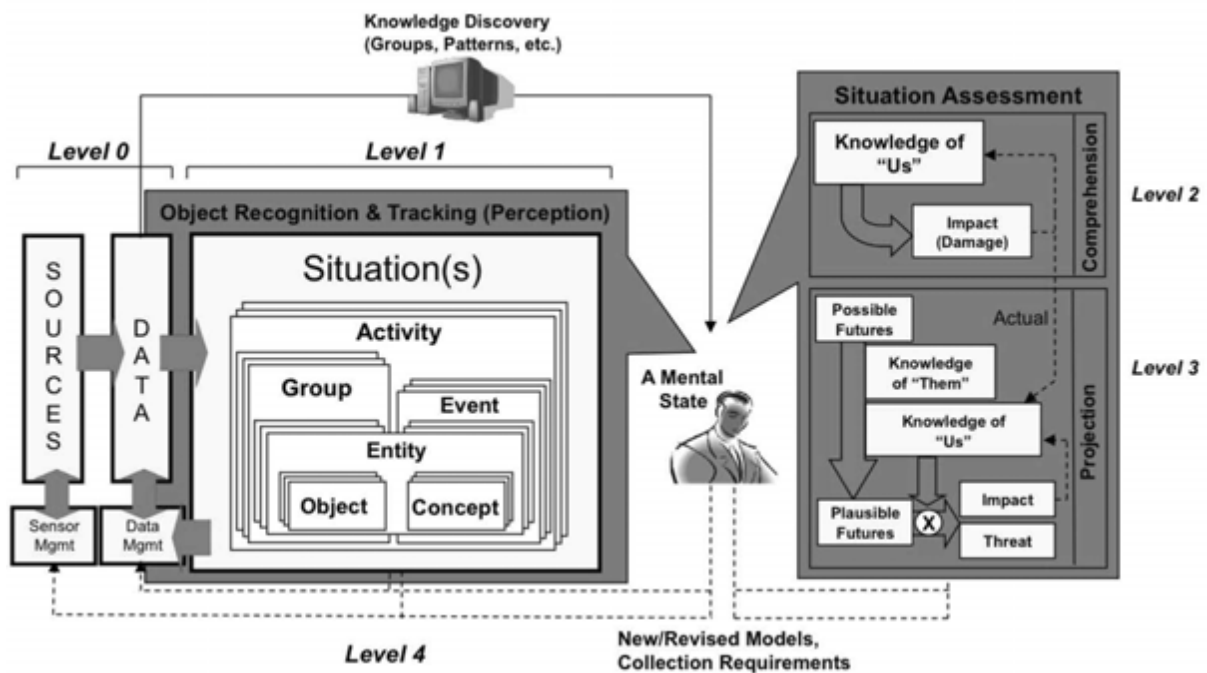 Knowledge Discovery
(Groups, Patterns, etc.)
Level 0
Level 1
Object Recognition & Tracking (Perception)
SOURCES
DATA
Situation(s)
Activity
Group
Event
Entity
Object
Concept
Sensor
Mgmt
Data
Mgmt
A Mental
State
Situation Assessment
Knowledge of
“Us”
Impact
(Damage)
Comprehension
Level 2
Possible
Futures
Actual
Knowledge
of “Them”
Knowledge of
“Us”
Level 3
Projection
Plausible
Futures
X
Impact
Threat
Level 4
New/Revised Models,
Collection Requirements